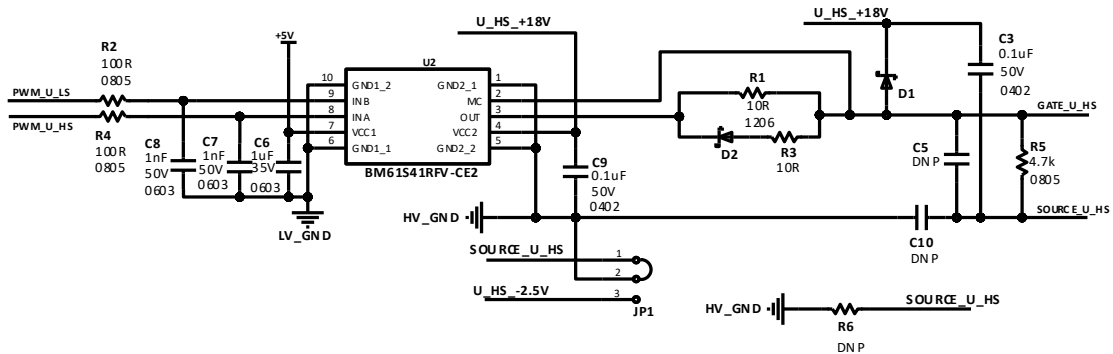 U_HS_+18V
U_HS_+18V
+5V
R2
100R
0805
U2
C3
0.1uF
50V
0402
10 GND1_2 GND2_1 1
PWM_U_LS
9 INB MC 2
R1
10R
1206
D1
PWM_U_HS
8 INA OUT 3
GATE_U_HS
7 VCC1 VCC2 4
6 GND1_1 GND2_2 5
R4
100R
0805
C8
1nF
50V
0603
C7
1nF
50V
0603
C6
1uF
35V
0603
D2
R3
10R
C5
DNP
R5
4.7k
0805
BM61S41RFV-CE2
C9
0.1uF
50V
0402
LV_GND
HV_GND
SOURCE_U_HS
C10
DNP
SOURCE_U_HS 1
2
U_HS_-2.5V 3
JP1
HV_GND
SOURCE_U_HS
R6
DNP